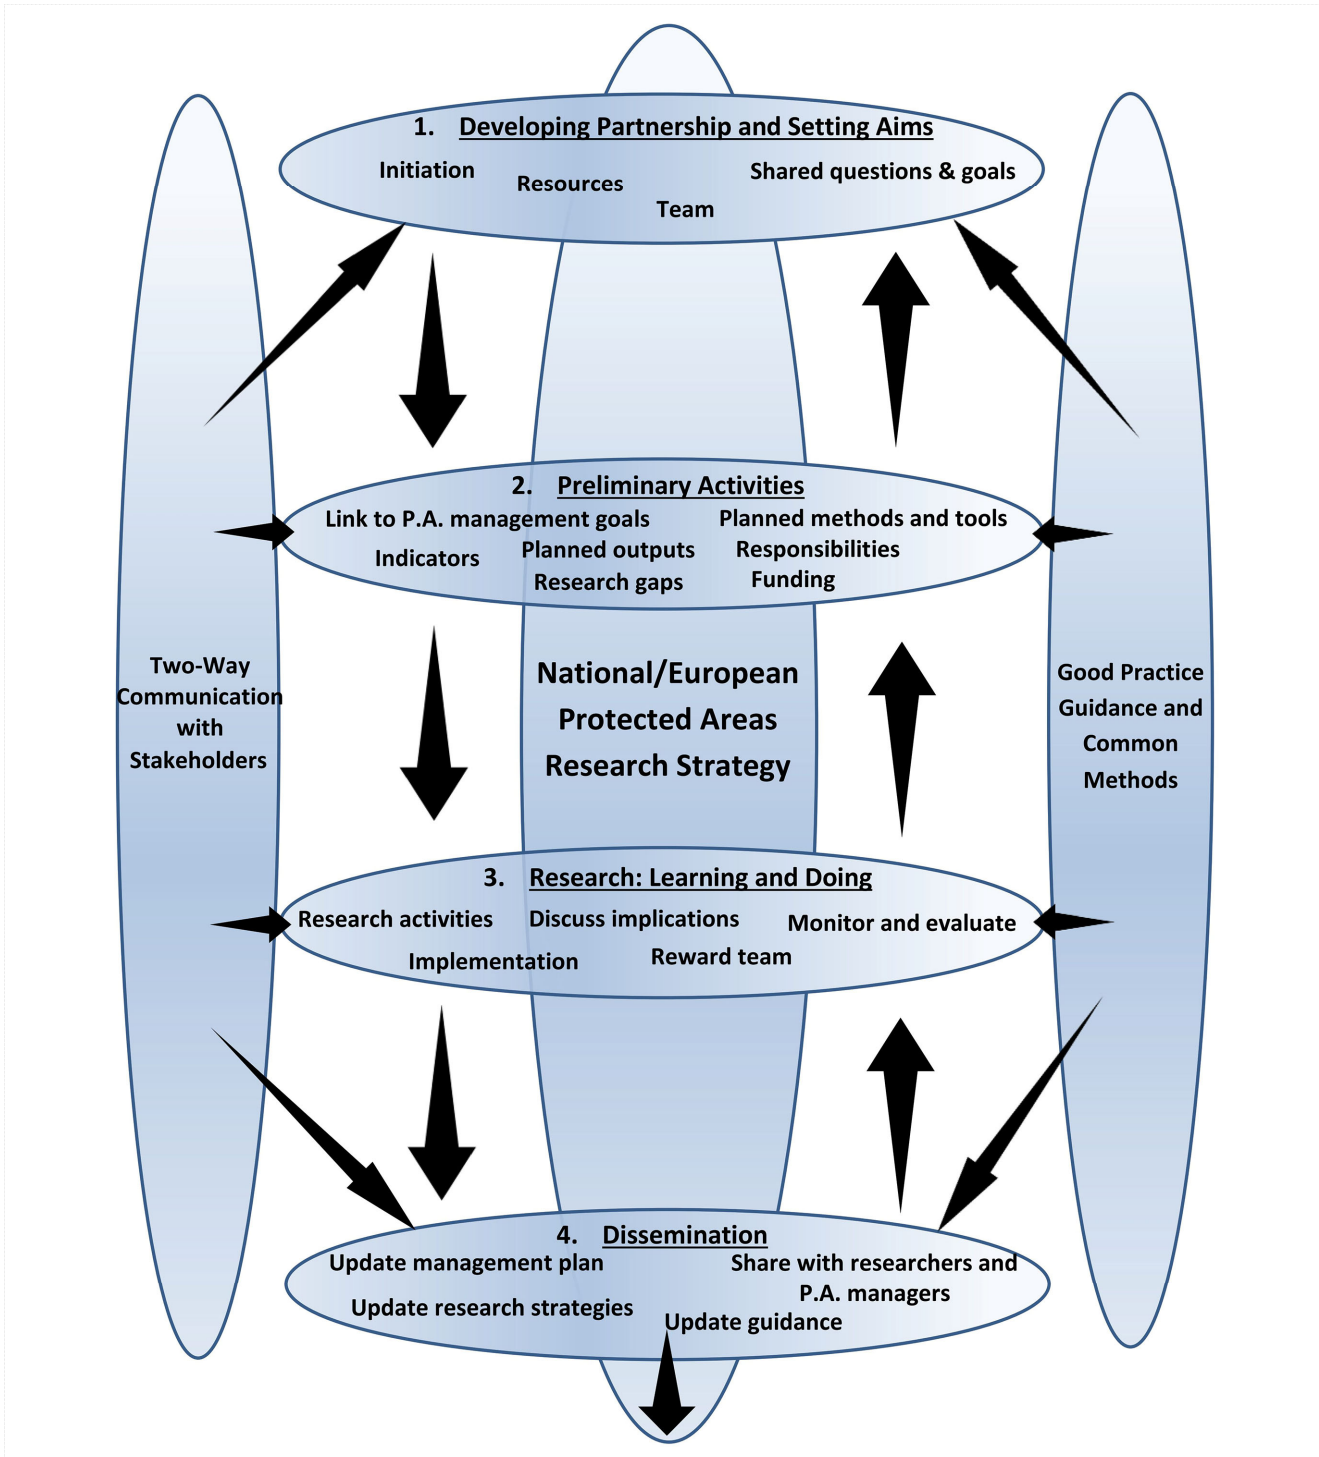 1. Developing Partnership and Setting Aims
Initiation
Resources
Team
Shared questions & goals
2. Preliminary Activities
Link to P.A. management goals
Planned methods and tools
Indicators
Planned outputs
Responsibilities
Research gaps
Funding
Two-Way
Communication
with
Stakeholders
National/European
Protected Areas
Research Strategy
Good Practice
Guidance and
Common
Methods
3. Research: Learning and Doing
Research activities
Discuss implications
Monitor and evaluate
Implementation
Reward team
4. Dissemination
Update management plan
Share with researchers and
P.A. managers
Update research strategies
Update guidance